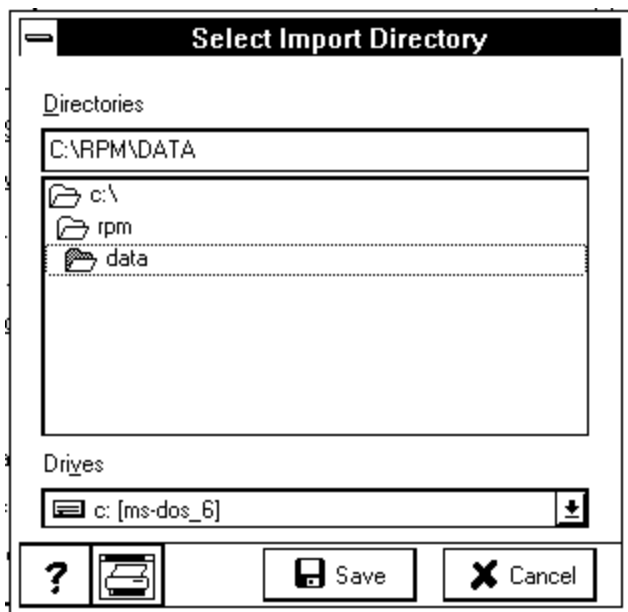 Select Import Directory
Directories
C:\RPM\DATA
c:\
rpm
data
Drives
c: [ms-dos_6]
? Save Cancel